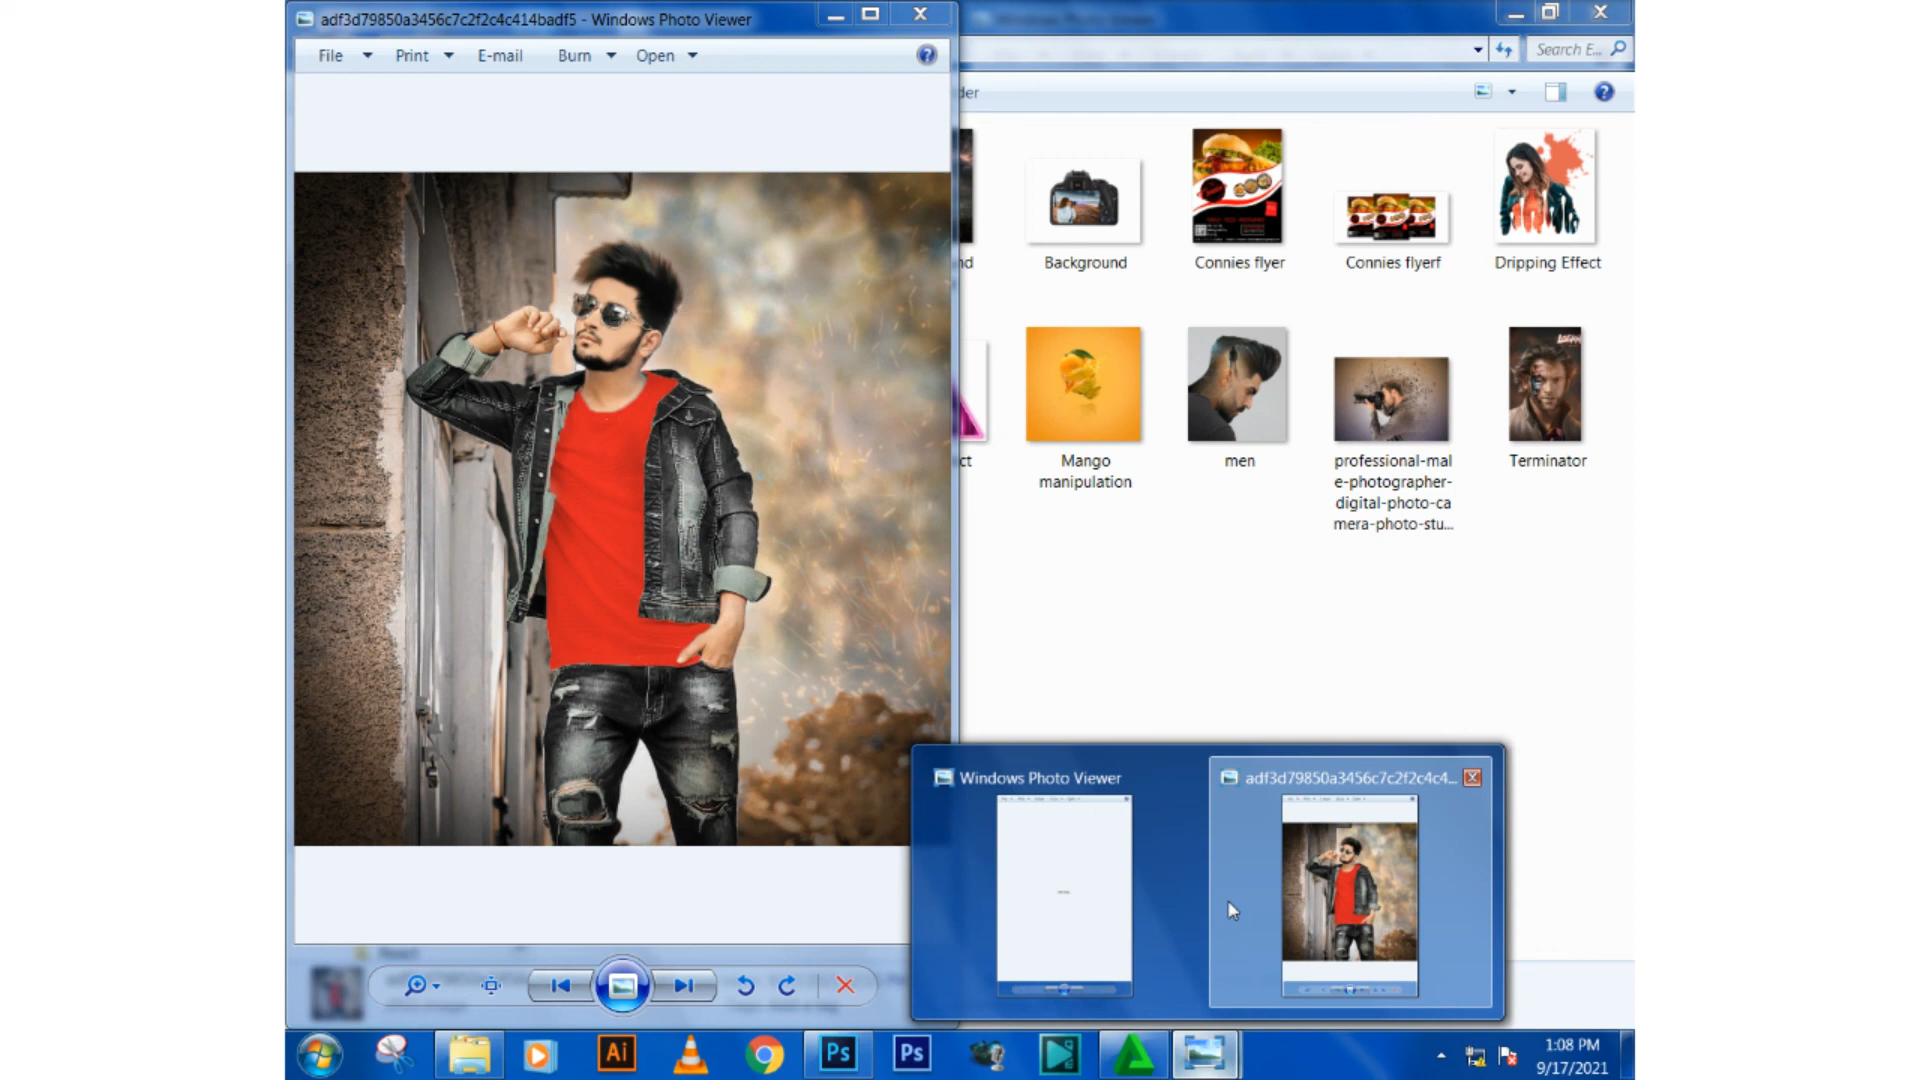 adf3d79850a3456c7c2f2c4c414badf5 - Windows Photo Viewer
File Print E-mail Burn Open
Search E...
der
nd
Background
Connies flyer
Connies flyerf
Dripping Effect
ct
Mango
manipulation
men
professional-mal
e-photographer-
digital-photo-ca
mera-photo-stu...
Terminator
Windows Photo Viewer
adf3d79850a3456c7c2f2c4c4...
Ai
Ps
Ps
1:08 PM
9/17/2021